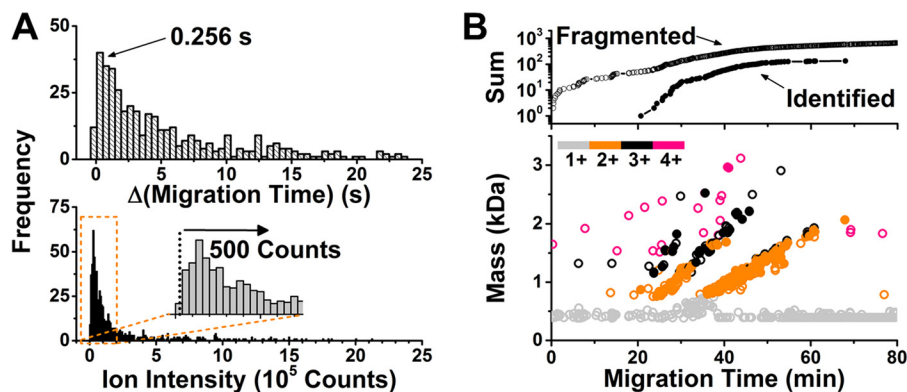 A
50
0.256 s
25
0
0 5 10 15 20 25
Δ(Migration Time) (s)
Frequency
75
50
25
0
500 Counts
0 5 10 15 20 25
Ion Intensity (10⁵ Counts)
B
Sum
10³
10²
10¹
10⁰
Fragmented
Identified
1+ 2+ 3+ 4+
Mass (kDa)
3
2
1
0
0 20 40 60 80
Migration Time (min)